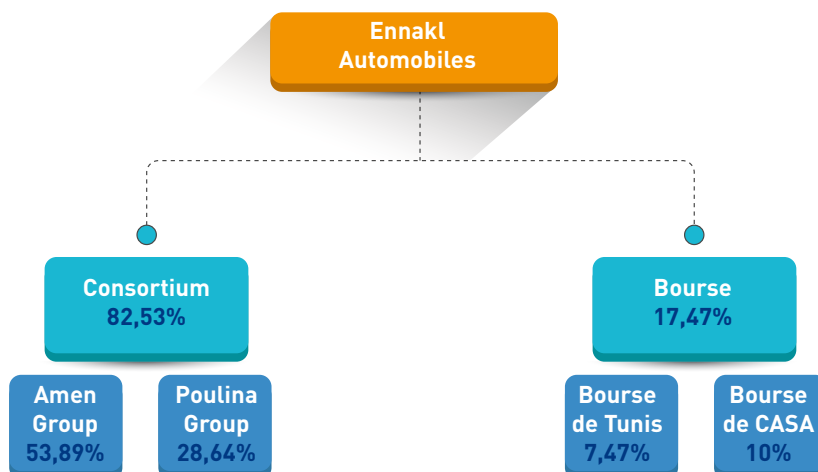 Ennakl
Automobiles
Consortium
82,53%
Bourse
17,47%
Amen
Group
53,89%
Poulina
Group
28,64%
Bourse
de Tunis
7,47%
Bourse
de CASA
10%